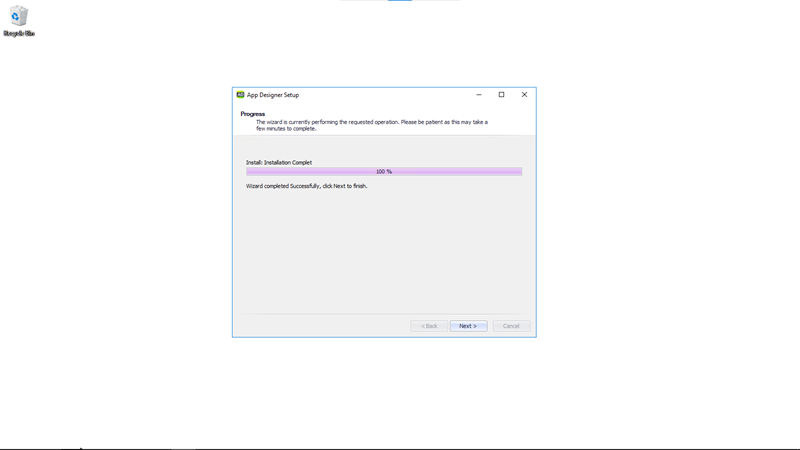 Recycle Bin
App Designer Setup
Progress
The wizard is currently performing the requested operation. Please be patient as this may take a
few minutes to complete.
Install: Installation Complet
100 %
Wizard completed Successfully, click Next to finish.
< Back
Next >
Cancel